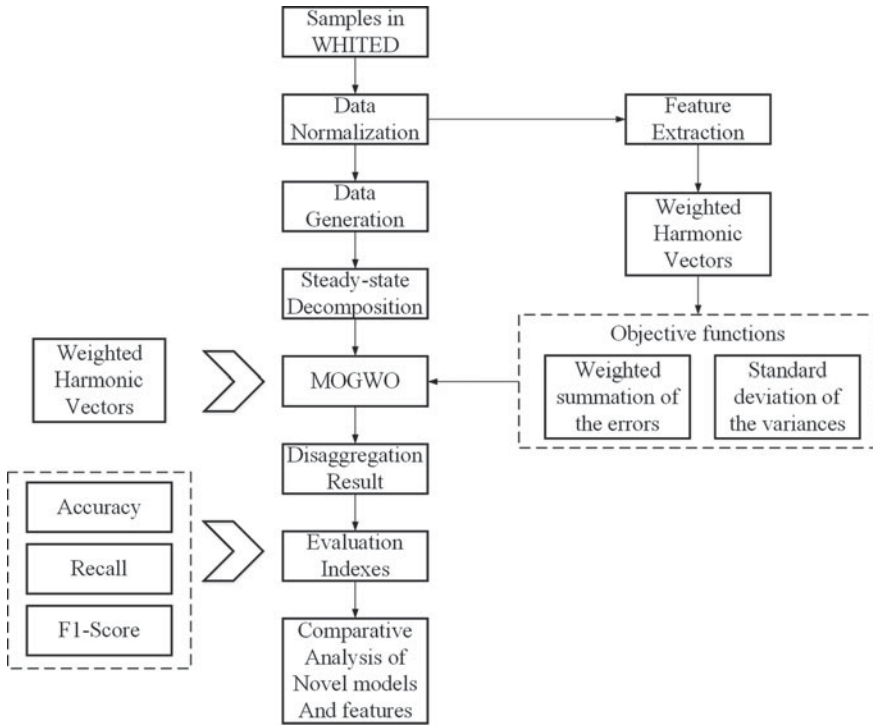 Samples in
WHITED
Data
Normalization
Feature
Extraction
Data
Generation
Weighted
Harmonic
Vectors
Steady-state
Decomposition
Objective functions
Weighted
summation of
the errors
Standard
deviation of
the variances
Weighted
Harmonic
Vectors
MOGWO
Disaggregation
Result
Accuracy
Recall
F1-Score
Evaluation
Indexes
Comparative
Analysis of
Novel models
And features